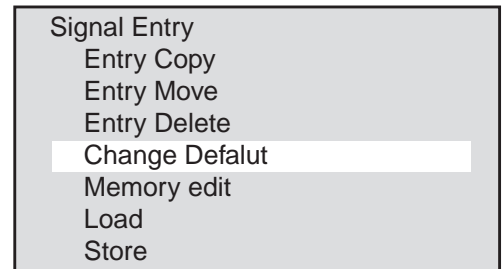 Signal Entry
Entry Copy
Entry Move
Entry Delete
Change Defalut
Memory edit
Load
Store